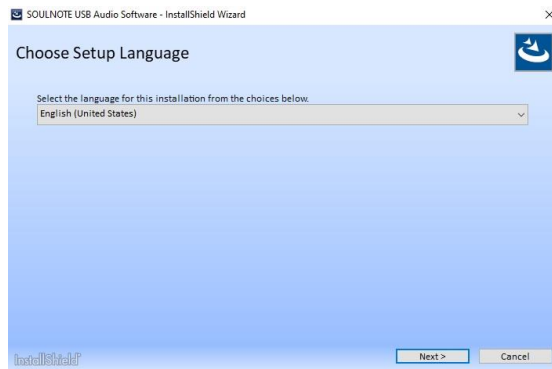 SOULNOTE USB Audio Software - InstallShield Wizard
Choose Setup Language
Select the language for this installation from the choices below.
English (United States)
InstallShield
Next >
Cancel